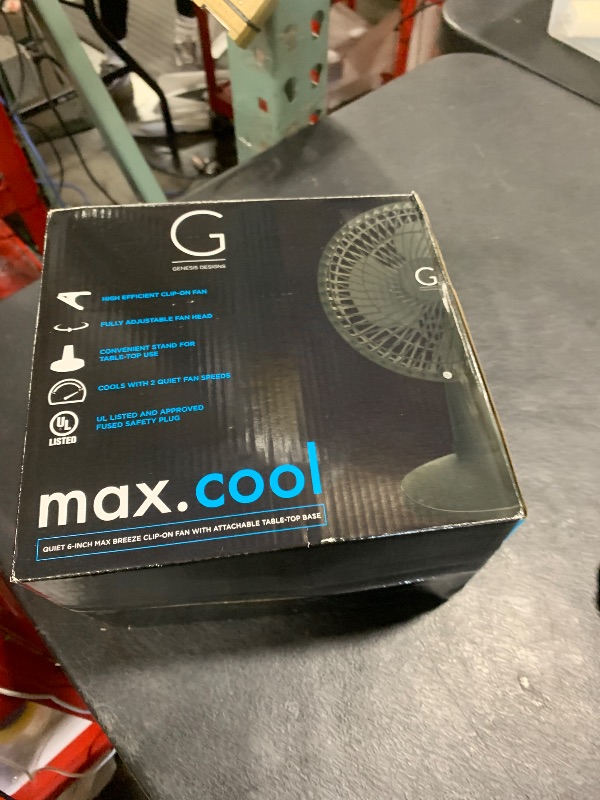 G
GENESIS DESIGNS
HIGH EFFICIENT CLIP-ON FAN
FULLY ADJUSTABLE FAN HEAD
CONVENIENT STAND FOR
TABLE-TOP USE
COOLS WITH 2 QUIET FAN SPEEDS
UL
LISTED
UL LISTED AND APPROVED
FUSED SAFETY PLUG
G
max.cool
QUIET 6-INCH MAX BREEZE CLIP-ON FAN WITH ATTACHABLE TABLE-TOP BASE